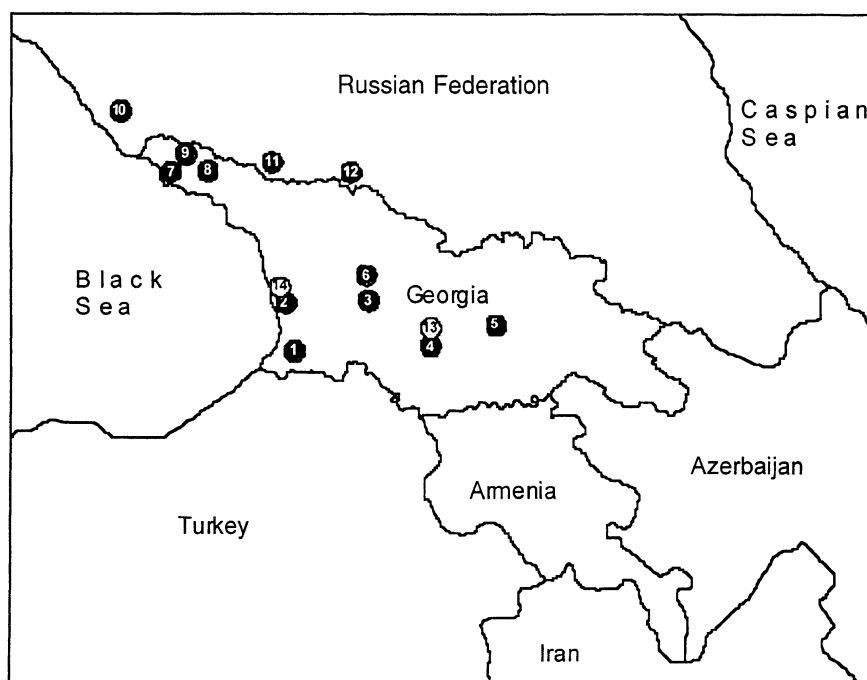 Russian Federation
Caspian
Sea
10
9
11
7
8
12
Black
Sea
14
2
6
3
Georgia
13
5
4
1
Azerbaijan
Armenia
Turkey
Iran